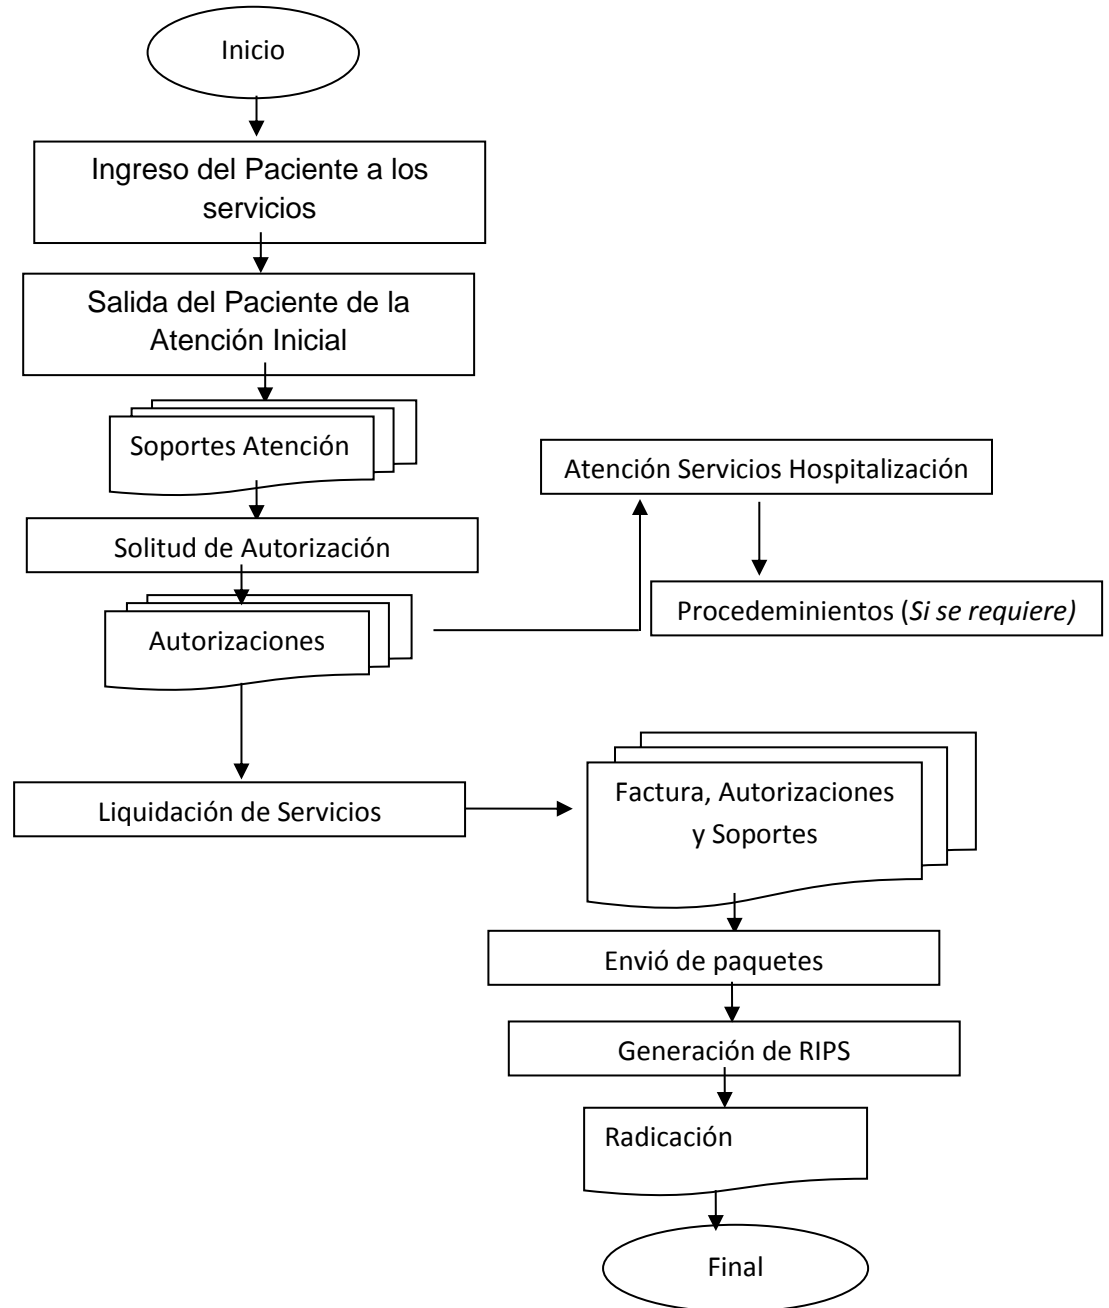 Inicio
Ingreso del Paciente a los
servicios
Salida del Paciente de la
Atención Inicial
Soportes Atención
Atención Servicios Hospitalización
Solitud de Autorización
Procedeminientos (Si se requiere)
Autorizaciones
Liquidación de Servicios
Factura, Autorizaciones
y Soportes
Envió de paquetes
Generación de RIPS
Radicación
Final